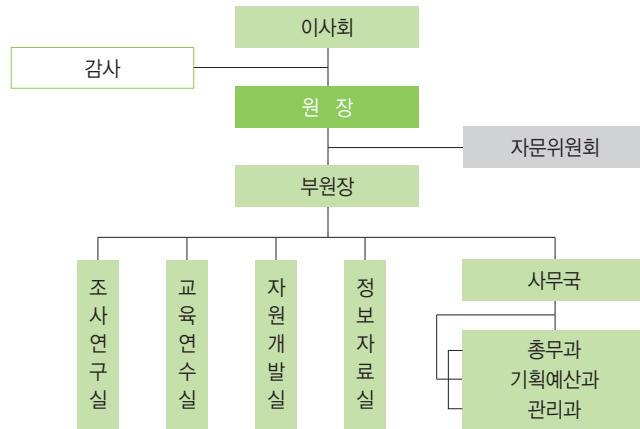 이사회
감사
원 장
자문위원회
부원장
조사연구실
교육연수실
자원개발실
정보자료실
사무국
총무과
기획예산과
관리과